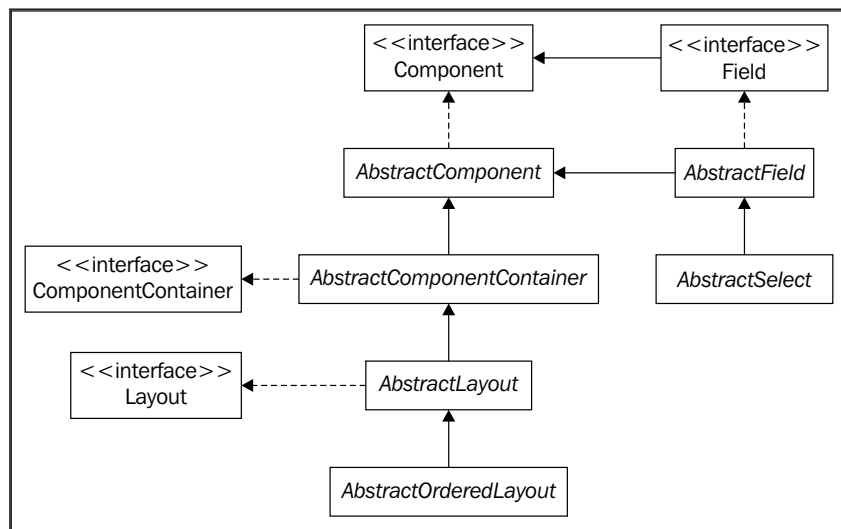 <<interface>>
Component
<<interface>>
Field
AbstractComponent
AbstractField
<<interface>>
ComponentContainer
AbstractComponentContainer
AbstractSelect
<<interface>>
Layout
AbstractLayout
AbstractOrderedLayout